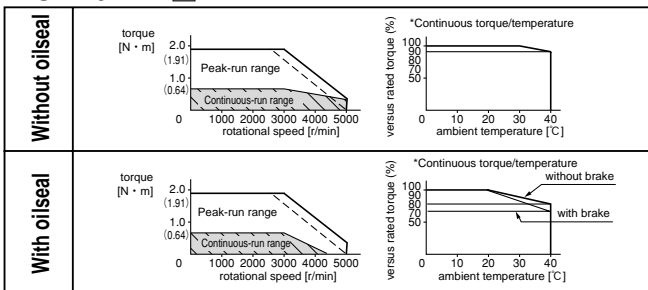 Without oilseal
torque
[N・m]
2.0
(1.91)
1.0
(0.64)
Peak-run range
Continuous-run range
0 1000 2000 3000 4000 5000
rotational speed [r/min]
*Continuous torque/temperature
versus rated torque (%)
100
90
80
70
50
0 10 20 30 40
ambient temperature [℃]
With oilseal
torque
[N・m]
2.0
(1.91)
1.0
(0.64)
Peak-run range
Continuous-run range
0 1000 2000 3000 4000 5000
rotational speed [r/min]
*Continuous torque/temperature
without brake
versus rated torque (%)
100
90
80
70
50
with brake
0 10 20 30 40
ambient temperature [℃]